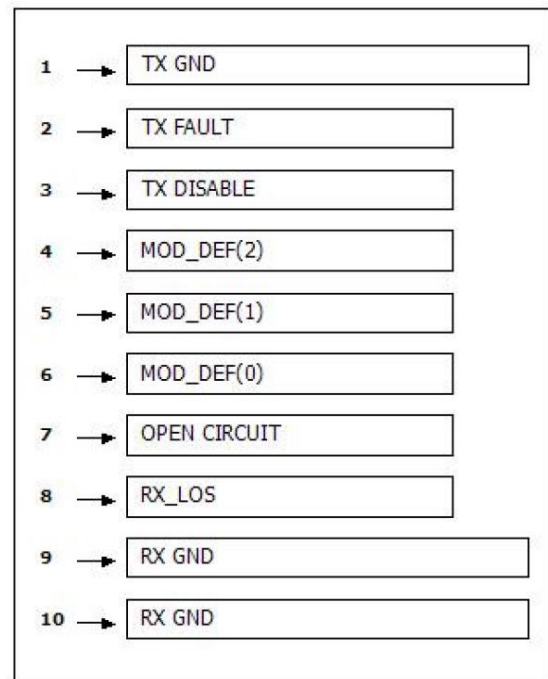 1 TX GND
2 TX FAULT
3 TX DISABLE
4 MOD_DEF(2)
5 MOD_DEF(1)
6 MOD_DEF(0)
7 OPEN CIRCUIT
8 RX_LOS
9 RX GND
10 RX GND